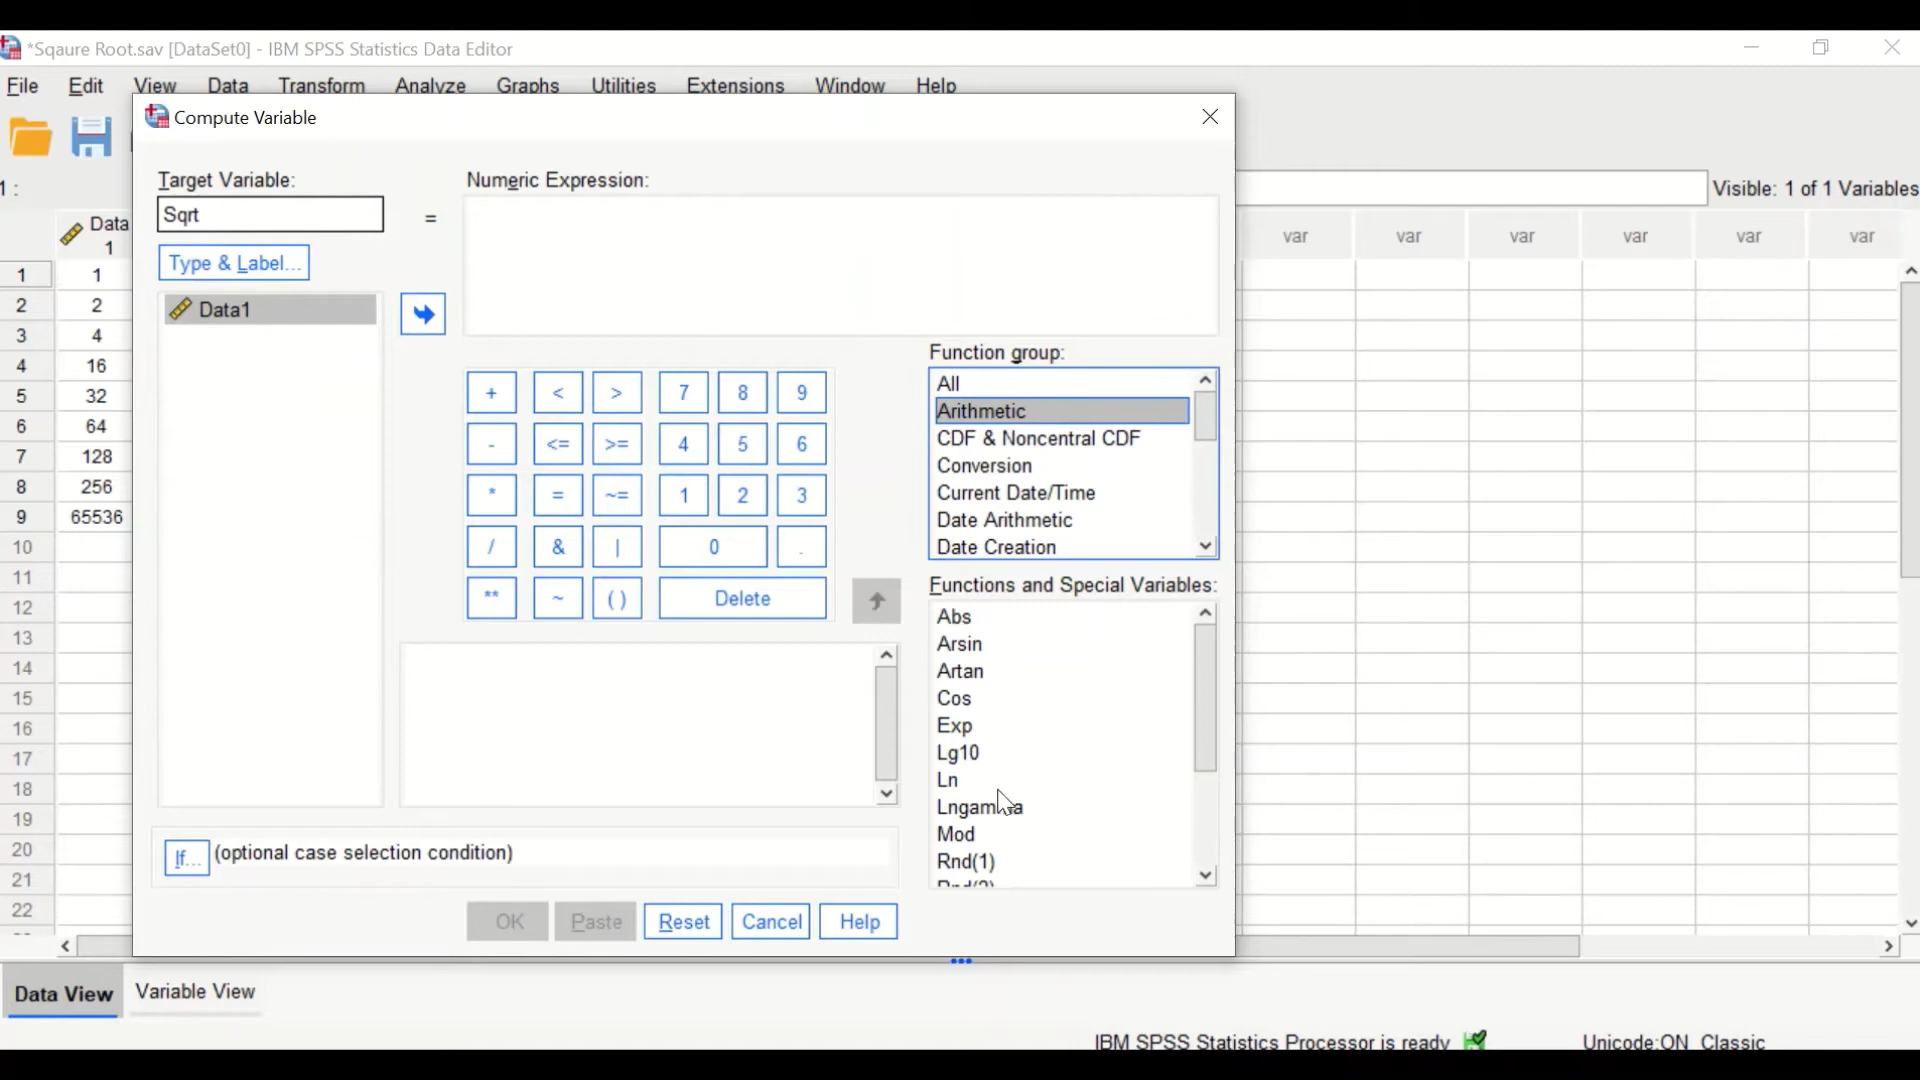 *Sqaure Root.sav [DataSet0] - IBM SPSS Statistics Data Editor
File Edit View Data Transform Analyze Graphs Utilities Extensions Window Help
Compute Variable
1 :
Visible: 1 of 1 Variables
Target Variable:
Numeric Expression:
Sqrt
=
Type & Label...
Data1
Data
1
var var var var var var
1 1
2 2
3 4
4 16
5 32
6 64
7 128
8 256
9 65536
10
11
12
13
14
15
16
17
18
19
20
21
22
+ < > 7 8 9
- <= >= 4 5 6
* = ~= 1 2 3
/ & | 0 .
** ~ ( ) Delete
Function group:
All
Arithmetic
CDF & Noncentral CDF
Conversion
Current Date/Time
Date Arithmetic
Date Creation
Functions and Special Variables:
Abs
Arsin
Artan
Cos
Exp
Lg10
Ln
Lngamma
Mod
Rnd(1)
Rnd(2)
If... (optional case selection condition)
OK Paste Reset Cancel Help
Data View Variable View
IBM SPSS Statistics Processor is ready Unicode:ON Classic